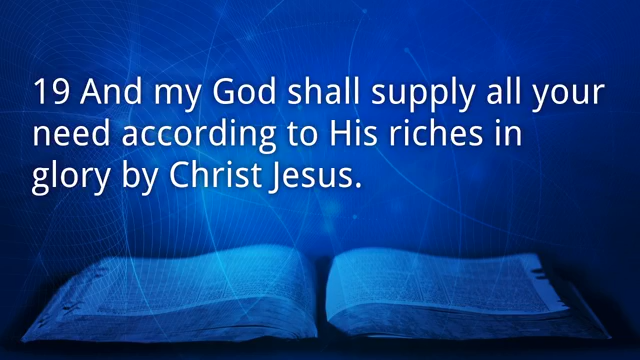 19 And my God shall supply all your
need according to His riches in
glory by Christ Jesus.